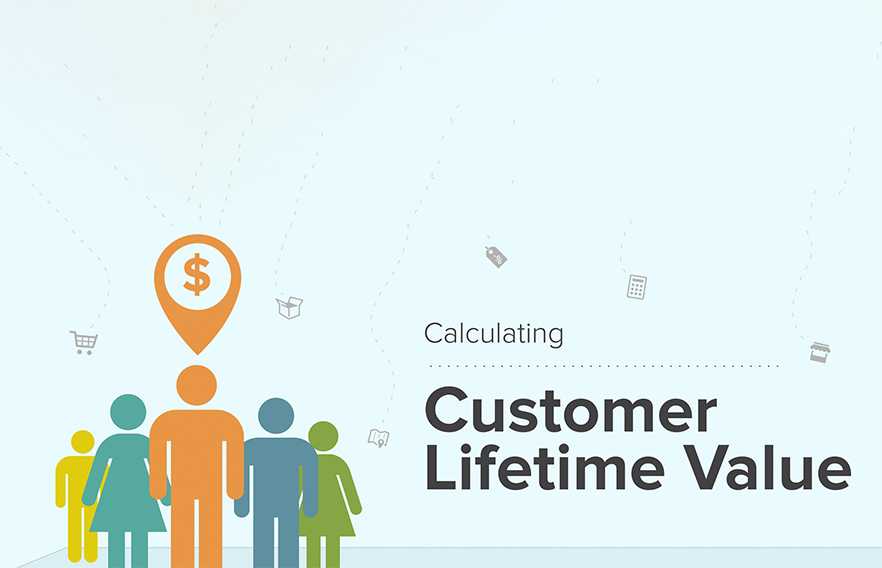 $
-%
Calculating
Customer
Lifetime Value